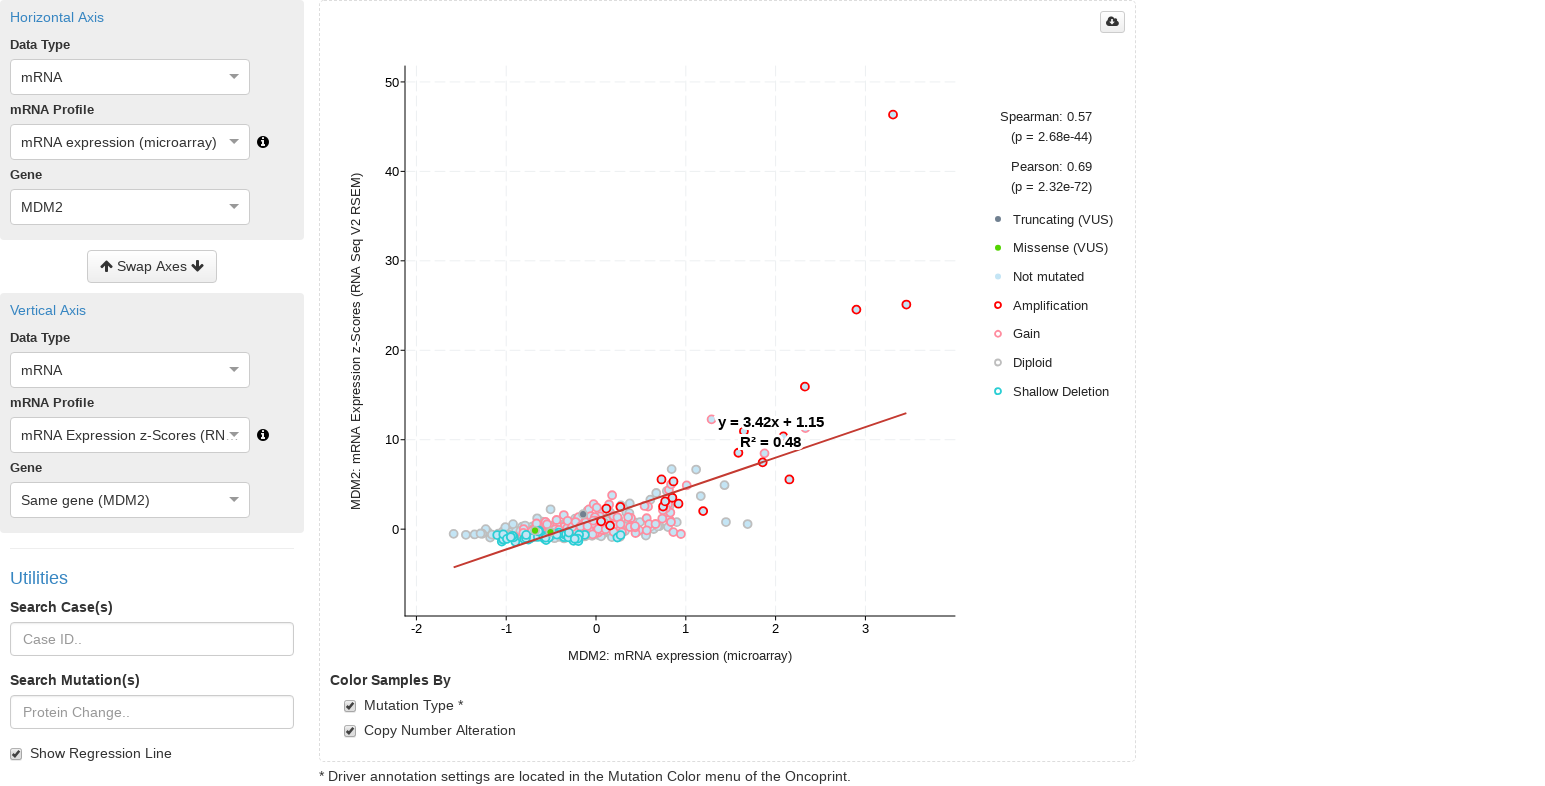 Horizontal Axis
Data Type
mRNA
mRNA Profile
mRNA expression (microarray)
Gene
MDM2
Swap Axes
Vertical Axis
Data Type
mRNA
mRNA Profile
mRNA Expression z-Scores (RN...
Gene
Same gene (MDM2)
Utilities
Search Case(s)
Case ID..
Search Mutation(s)
Protein Change..
Show Regression Line
MDM2: mRNA Expression z-Scores (RNA Seq V2 RSEM)
50
40
30
20
10
0
-2
-1
0
1
2
3
MDM2: mRNA expression (microarray)
y = 3.42x + 1.15
R² = 0.48
Spearman: 0.57
(p = 2.68e-44)
Pearson: 0.69
(p = 2.32e-72)
Truncating (VUS)
Missense (VUS)
Not mutated
Amplification
Gain
Diploid
Shallow Deletion
Color Samples By
Mutation Type *
Copy Number Alteration
* Driver annotation settings are located in the Mutation Color menu of the Oncoprint.